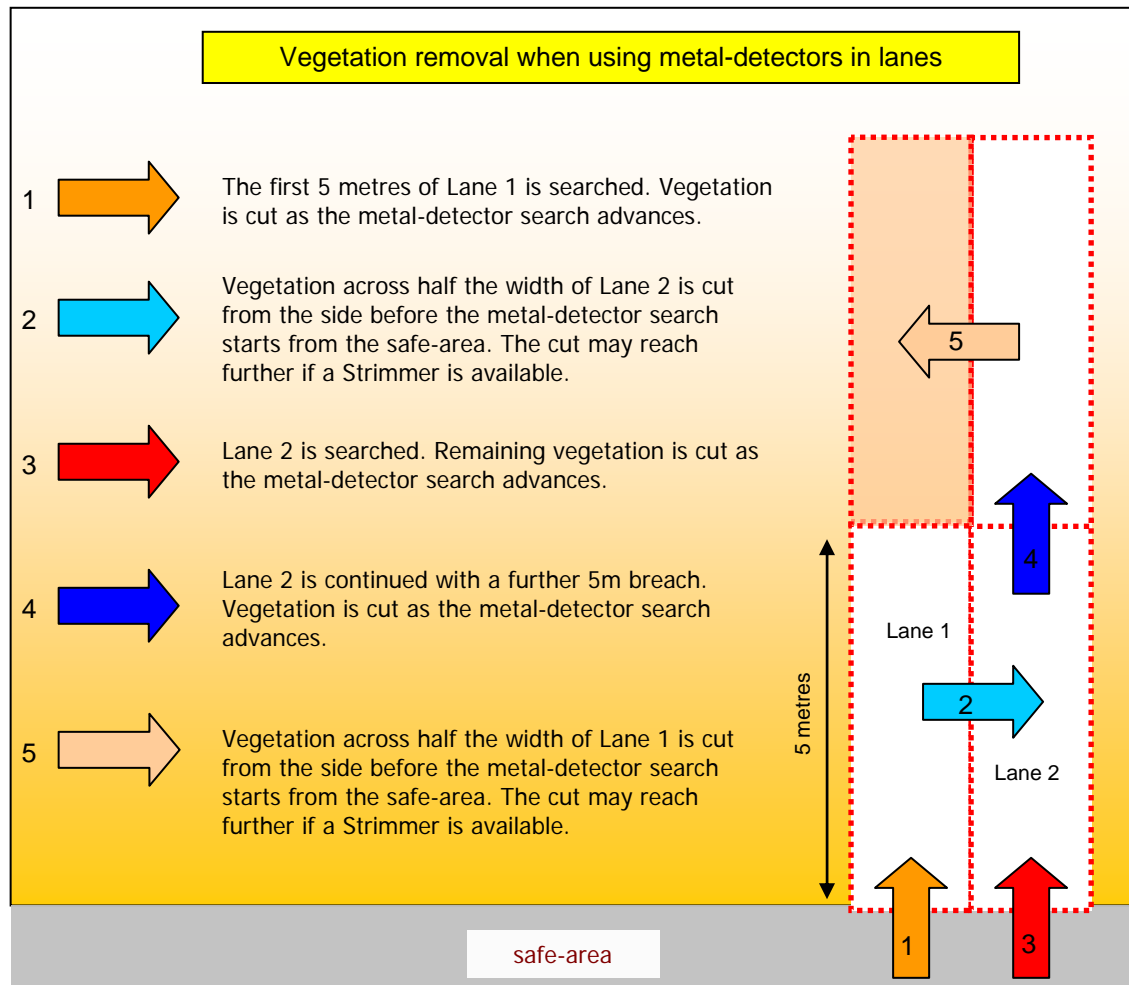 Vegetation removal when using metal-detectors in lanes
1
The first 5 metres of Lane 1 is searched. Vegetation
is cut as the metal-detector search advances.
2
Vegetation across half the width of Lane 2 is cut
from the side before the metal-detector search
starts from the safe-area. The cut may reach
further if a Strimmer is available.
3
Lane 2 is searched. Remaining vegetation is cut as
the metal-detector search advances.
4
Lane 2 is continued with a further 5m breach.
Vegetation is cut as the metal-detector search
advances.
5
Vegetation across half the width of Lane 1 is cut
from the side before the metal-detector search
starts from the safe-area. The cut may reach
further if a Strimmer is available.
5
4
Lane 1
5 metres
2
Lane 2
1
3
safe-area